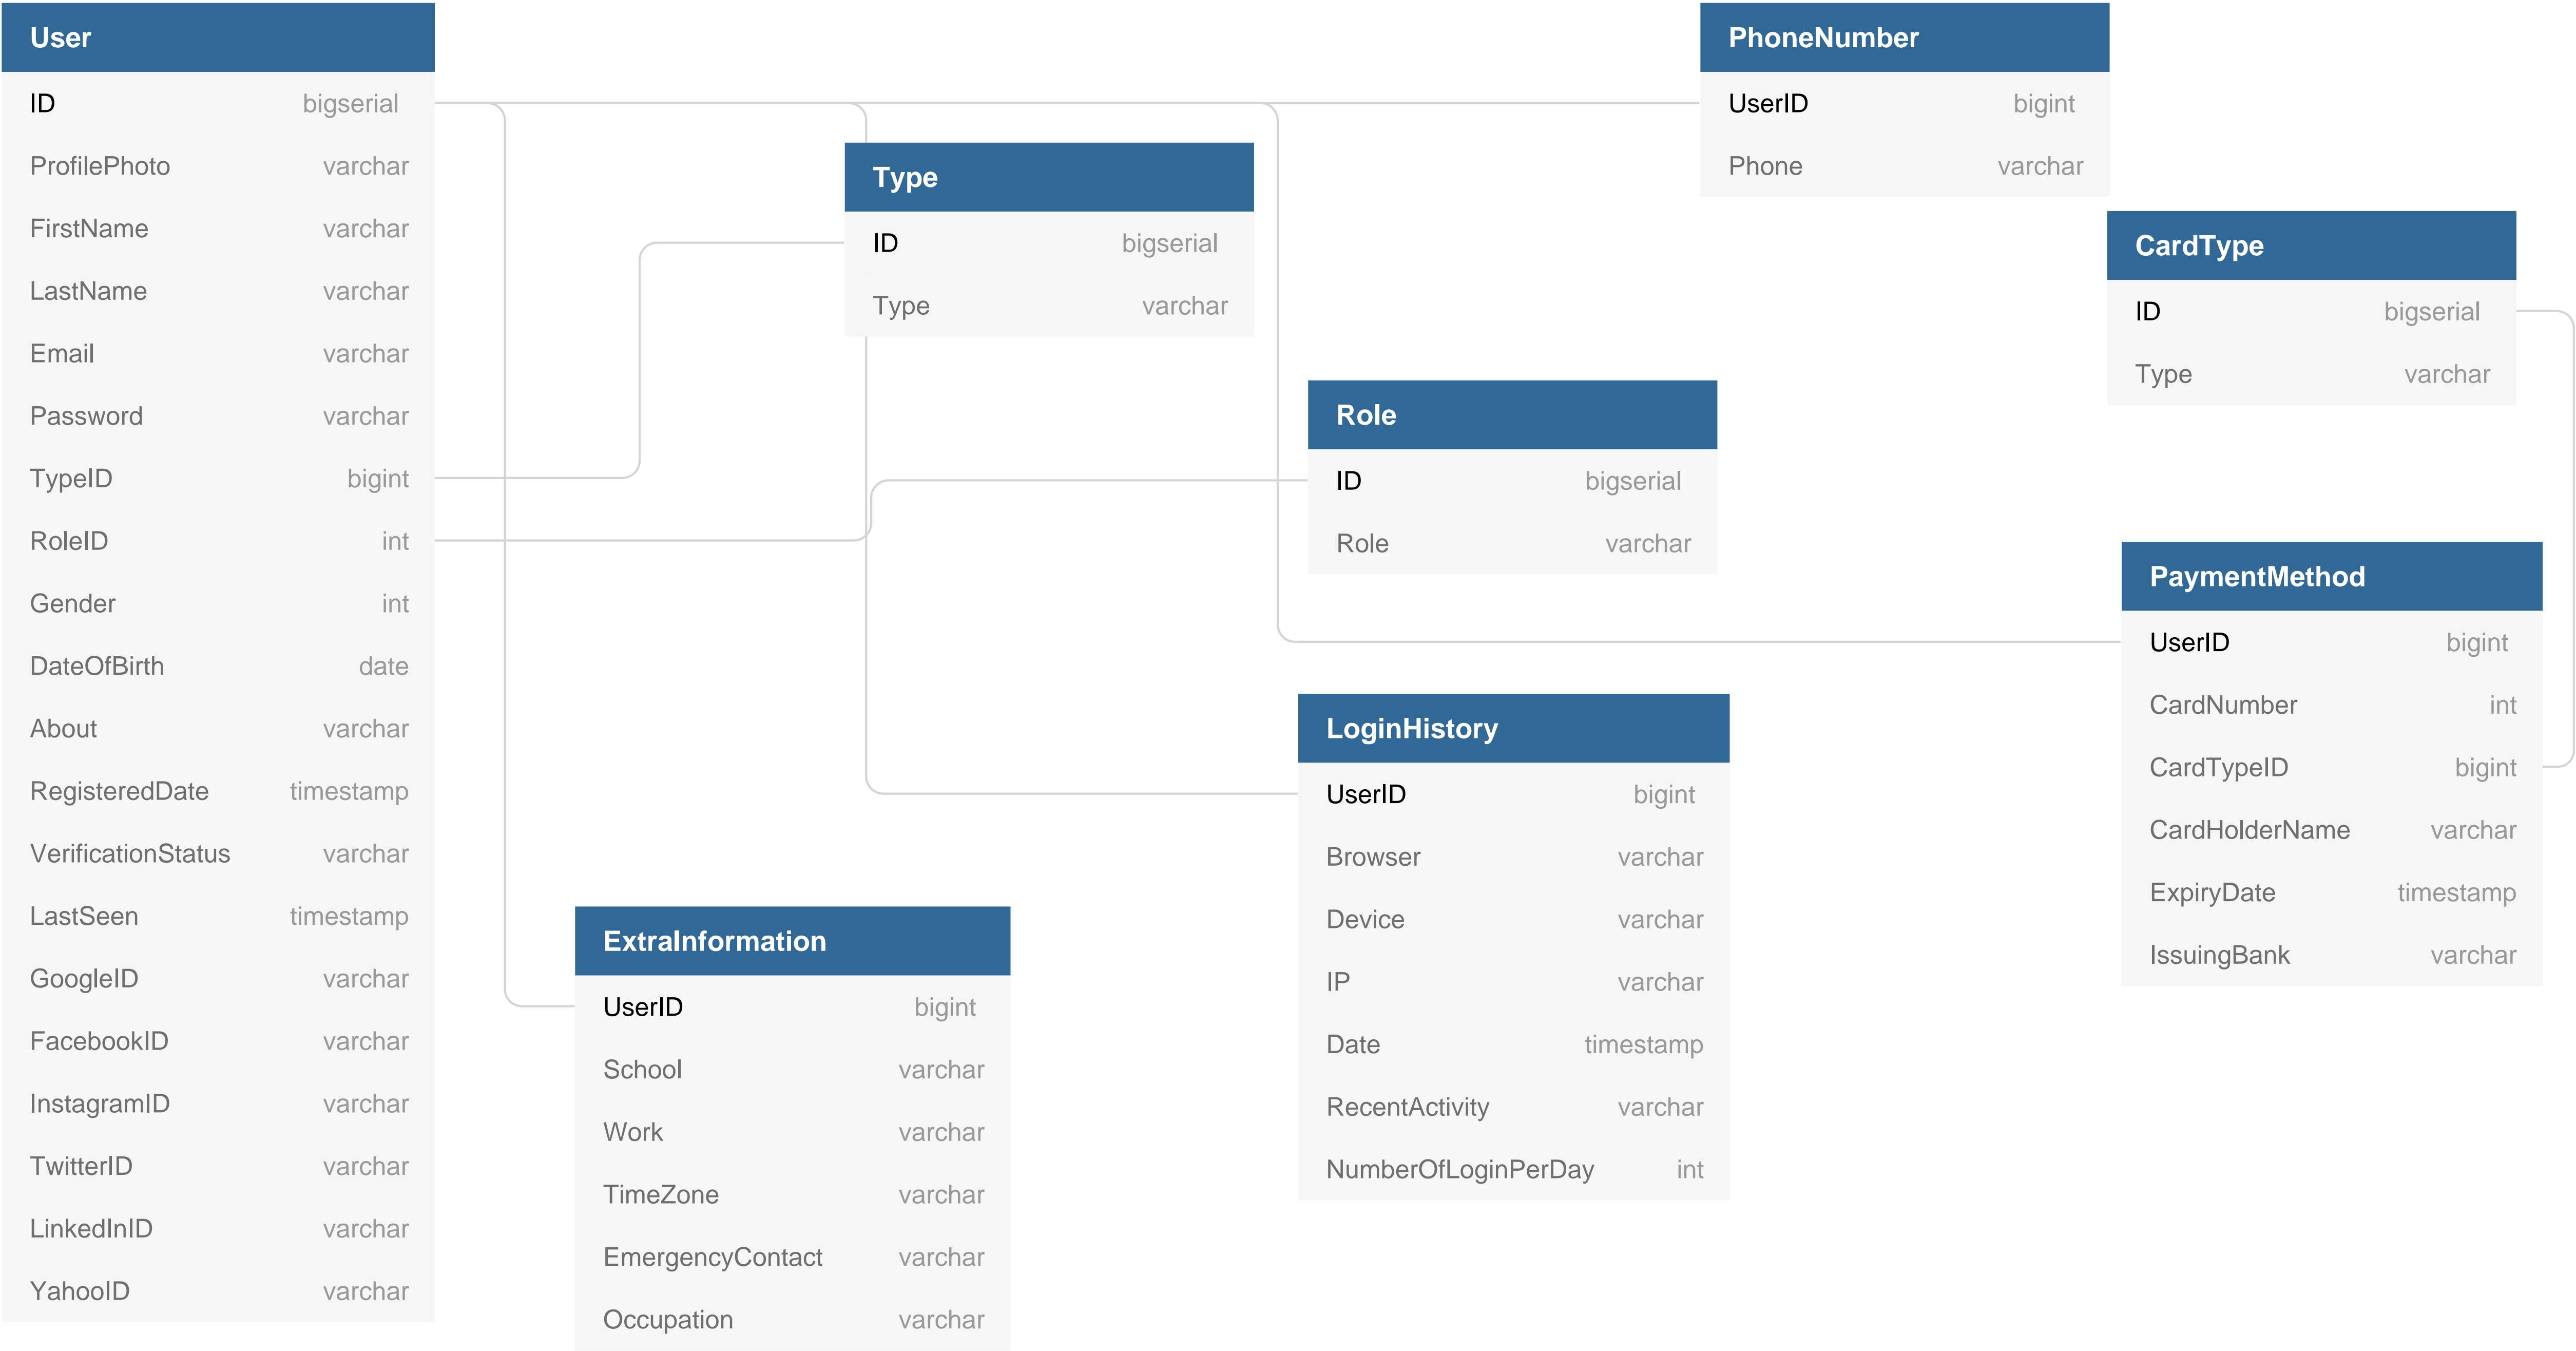 User
ID bigserial
ProfilePhoto varchar
FirstName varchar
LastName varchar
Email varchar
Password varchar
TypeID bigint
RoleID int
Gender int
DateOfBirth date
About varchar
RegisteredDate timestamp
VerificationStatus varchar
LastSeen timestamp
GoogleID varchar
FacebookID varchar
InstagramID varchar
TwitterID varchar
LinkedInID varchar
YahooID varchar
Type
ID bigserial
Type varchar
ExtraInformation
UserID bigint
School varchar
Work varchar
TimeZone varchar
EmergencyContact varchar
Occupation varchar
Role
ID bigserial
Role varchar
LoginHistory
UserID bigint
Browser varchar
Device varchar
IP varchar
Date timestamp
RecentActivity varchar
NumberOfLoginPerDay int
PhoneNumber
UserID bigint
Phone varchar
CardType
ID bigserial
Type varchar
PaymentMethod
UserID bigint
CardNumber int
CardTypeID bigint
CardHolderName varchar
ExpiryDate timestamp
IssuingBank varchar